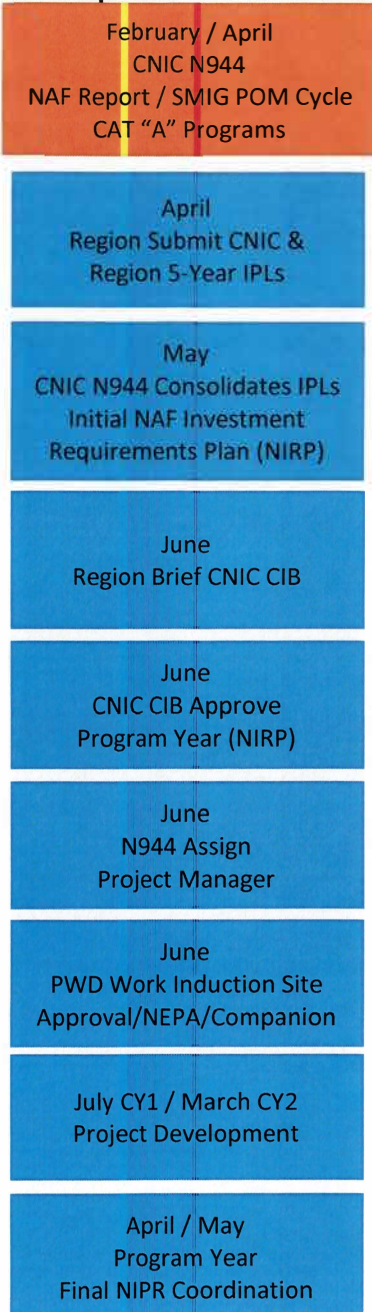 February / April
CNIC N944
NAF Report / SMIG POM Cycle
CAT "A" Programs
April
Region Submit CNIC &
Region 5-Year IPLs
May
CNIC N944 Consolidates IPLs
Initial NAF Investment
Requirements Plan (NIRP)
June
Region Brief CNIC CIB
June
CNIC CIB Approve
Program Year (NIRP)
June
N944 Assign
Project Manager
June
PWD Work Induction Site
Approval/NEPA/Companion
July CY1 / March CY2
Project Development
April / May
Program Year
Final NIPR Coordination